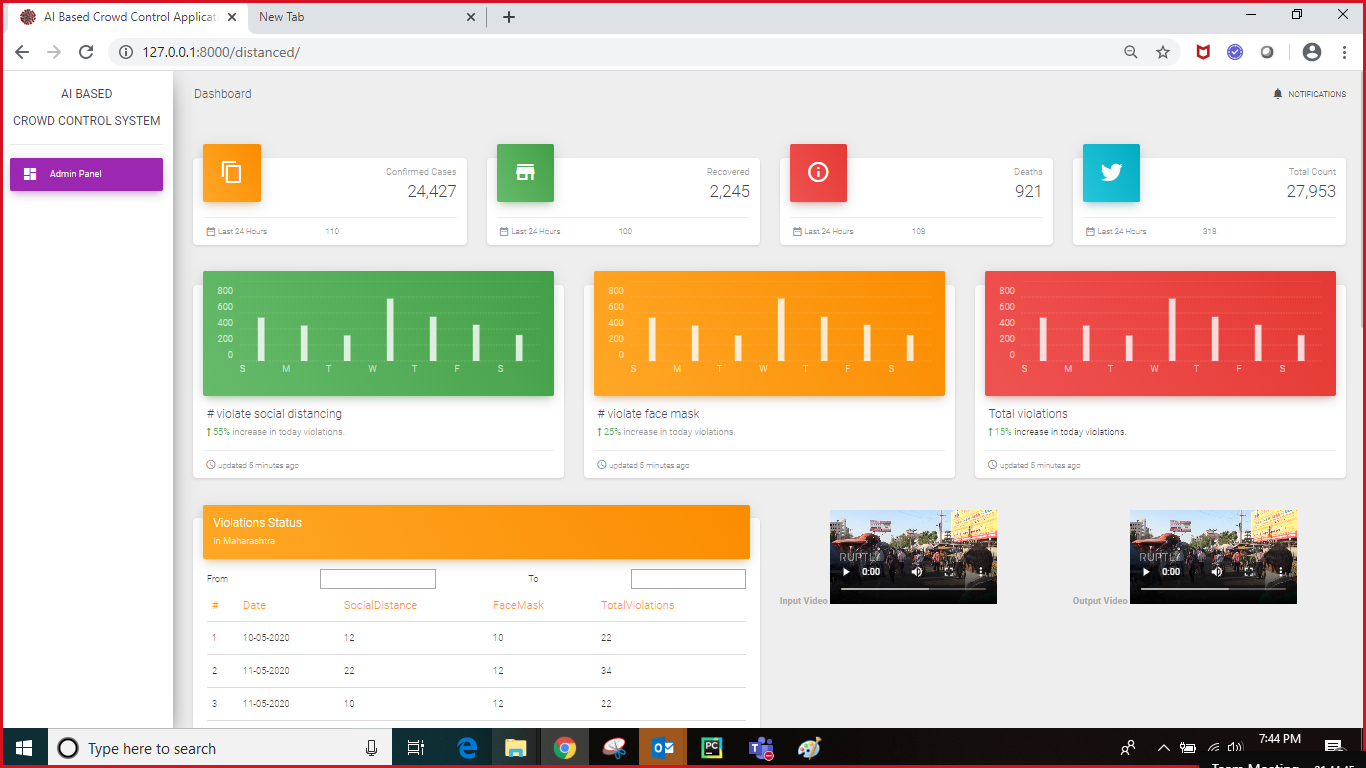 AI Based Crowd Control Applicat
New Tab
127.0.0.1:8000/distanced/
AI BASED
CROWD CONTROL SYSTEM
Admin Panel
Dashboard
NOTIFICATIONS
Confirmed Cases
24,427
Last 24 Hours 110
Recovered
2,245
Last 24 Hours 100
Deaths
921
Last 24 Hours 109
Total Count
27,953
Last 24 Hours 319
800
600
400
200
0
S M T W T F S
# violate social distancing
55% increase in today violations.
updated 5 minutes ago
800
600
400
200
0
S M T W T F S
# violate face mask
25% increase in today violations.
updated 5 minutes ago
800
600
400
200
0
S M T W T F S
Total violations
15% increase in today violations.
updated 5 minutes ago
Violations Status
In Maharashtra
From To
# Date SocialDistance FaceMask TotalViolations
1 10-05-2020 12 10 22
2 11-05-2020 22 12 34
3 11-05-2020 10 12 22
RUPTLY
0:00
Input Video
RUPTLY
0:00
Output Video
Type here to search
7:44 PM